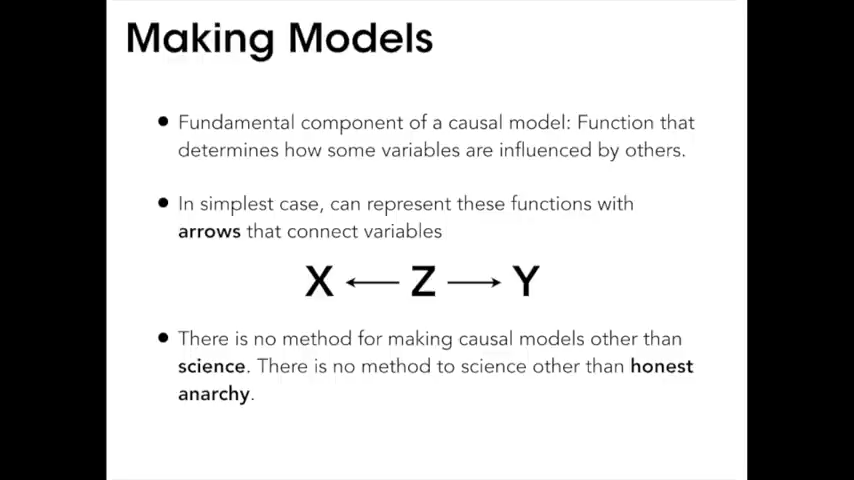 Making Models
• Fundamental component of a causal model: Function that
determines how some variables are influenced by others.
• In simplest case, can represent these functions with
arrows that connect variables
X ← Z → Y
• There is no method for making causal models other than
science. There is no method to science other than honest
anarchy.